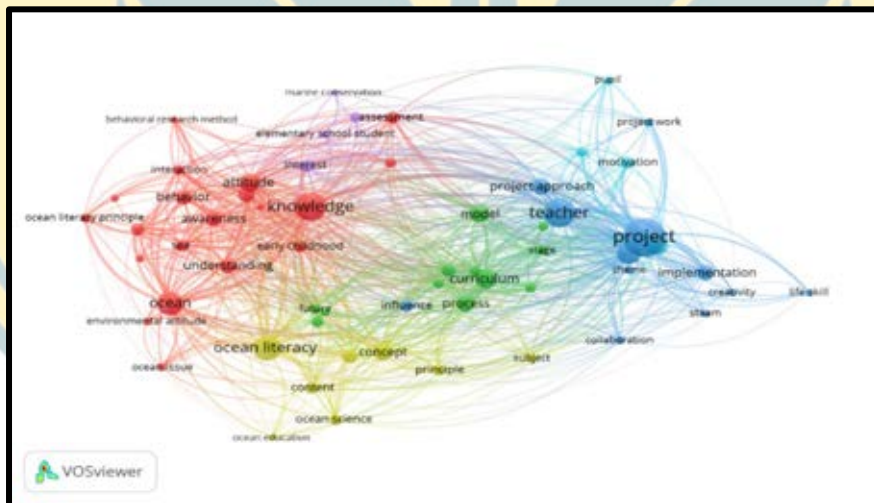 pupil
marine conservation
behavioral research method
assessment
project work
elementary school student
interaction
interest
motivation
attitude
project approach
behavior
knowledge
model
teacher
ocean literacy principle
awareness
project
sea
early childhood
stage
understanding
theme
implementation
curriculum
creativity
life skill
ocean
future
influence
process
steam
environmental attitude
collaboration
ocean literacy
concept
subject
ocean issue
principle
content
ocean science
ocean education
VOSviewer